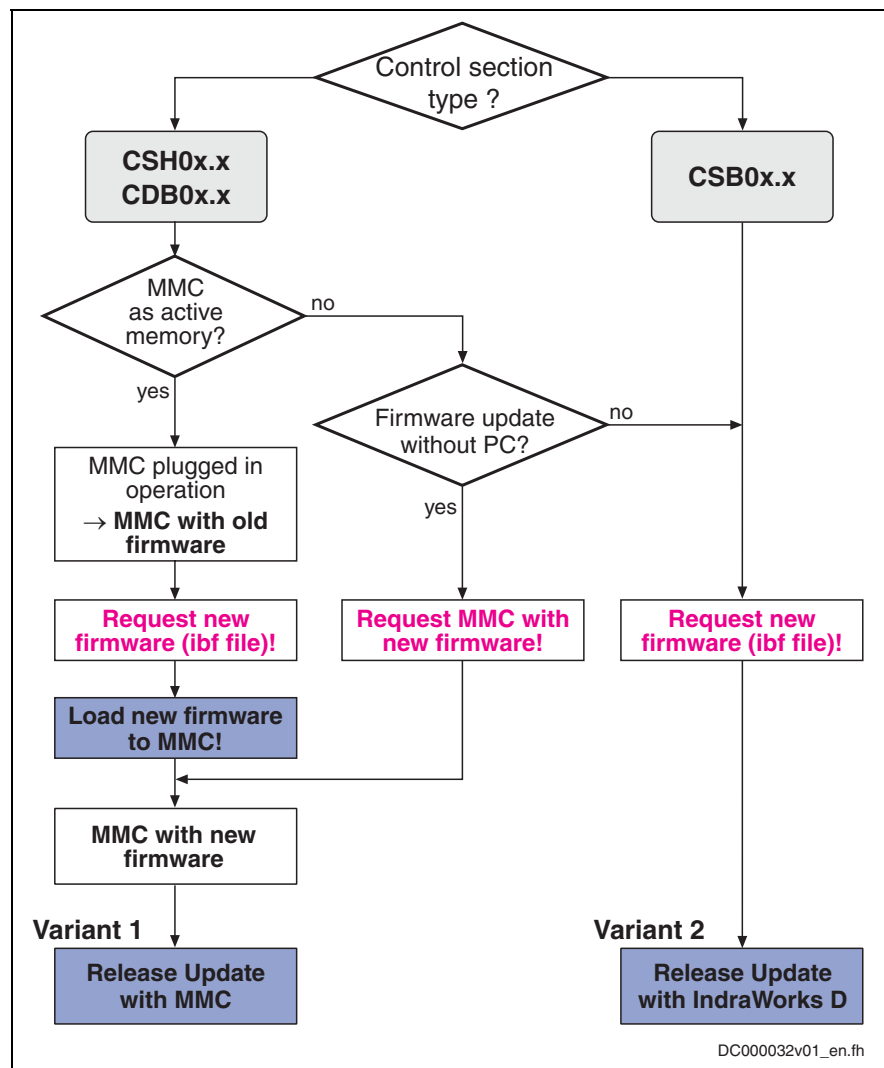 Control section
type ?
CSH0x.x
CDB0x.x
CSB0x.x
MMC
as active
memory?
no
yes
Firmware update
without PC?
no
yes
MMC plugged in
operation
→ MMC with old
firmware
Request new
firmware (ibf file)!
Request MMC with
new firmware!
Request new
firmware (ibf file)!
Load new firmware
to MMC!
MMC with new
firmware
Variant 1
Release Update
with MMC
Variant 2
Release Update
with IndraWorks D
DC000032v01_en.fh